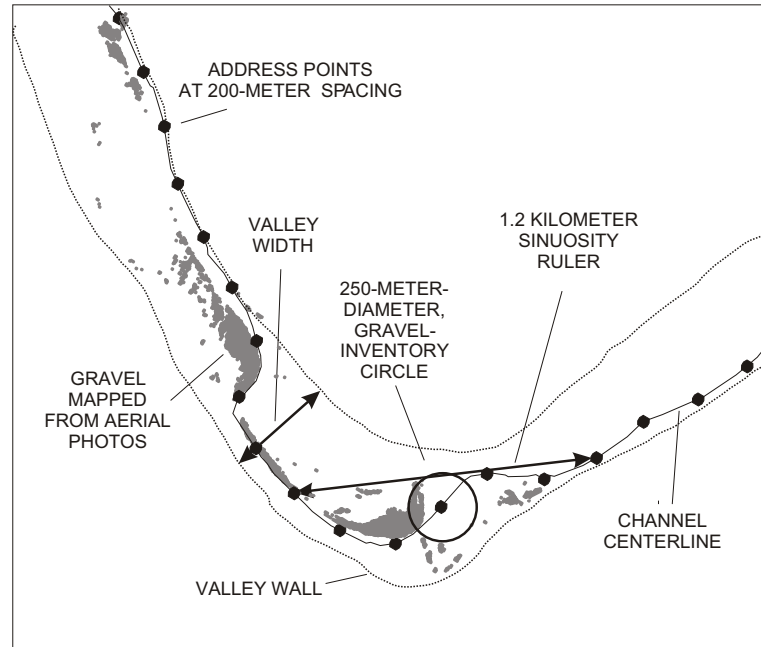 ADDRESS POINTS
AT 200-METER SPACING
VALLEY
WIDTH
1.2 KILOMETER
SINUOSITY
RULER
250-METER-
DIAMETER,
GRAVEL-
INVENTORY
CIRCLE
GRAVEL
MAPPED
FROM AERIAL
PHOTOS
CHANNEL
CENTERLINE
VALLEY WALL